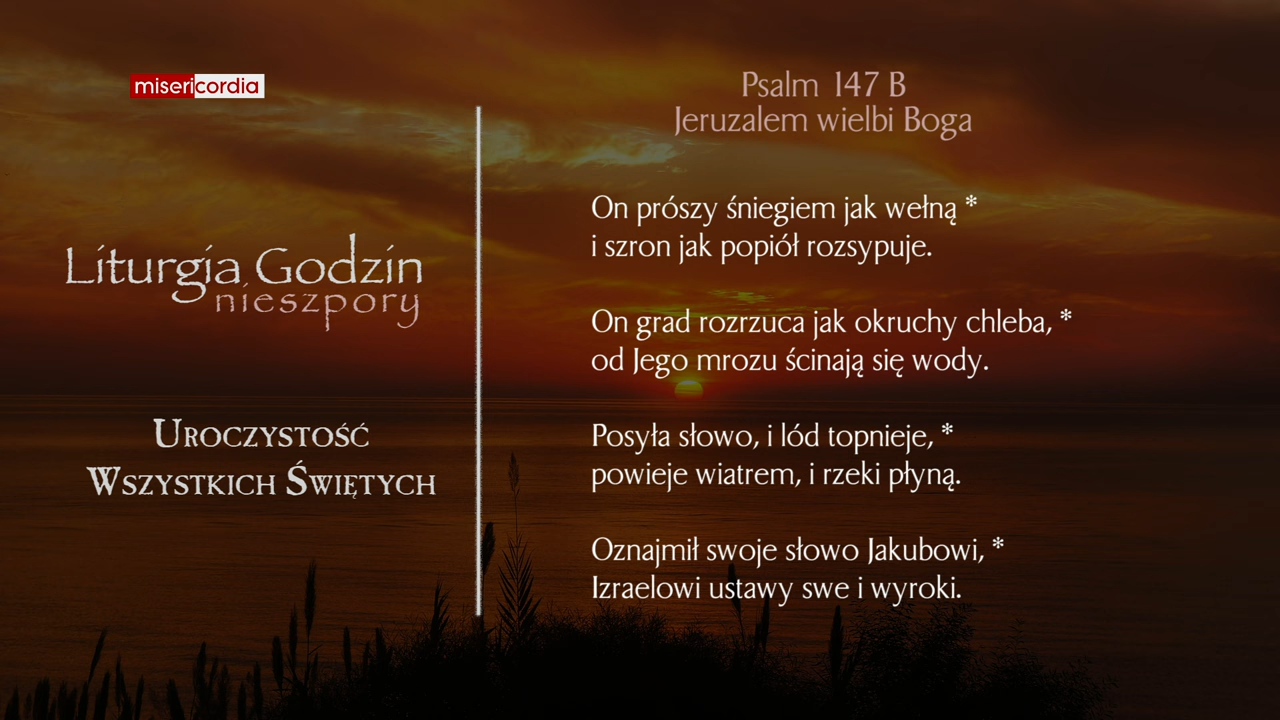 misericordia
Liturgia Godzin
nieszpory
Uroczystość
Wszystkich Świętych
Psalm 147 B
Jeruzalem wielbi Boga
On prószy śniegiem jak wełną *
i szron jak popiół rozsypuje.
On grad rozrzuca jak okruchy chleba, *
od Jego mrozu ścinają się wody.
Posyła słowo, i lód topnieje, *
powieje wiatrem, i rzeki płyną.
Oznajmił swoje słowo Jakubowi, *
Izraelowi ustawy swe i wyroki.